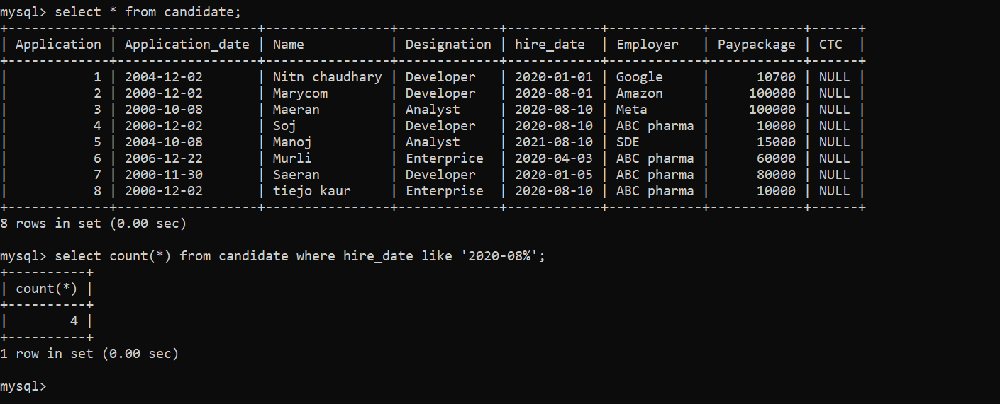 mysql> select * from candidate;
+-------------+------------------+----------------+-------------+------------+------------+------------+------+
| Application | Application_date | Name           | Designation | hire_date  | Employer   | Paypackage | CTC  |
+-------------+------------------+----------------+-------------+------------+------------+------------+------+
|           1 | 2004-12-02       | Nitn chaudhary | Developer   | 2020-01-01 | Google     |      10700 | NULL |
|           2 | 2000-12-02       | Marycom        | Developer   | 2020-08-01 | Amazon     |     100000 | NULL |
|           3 | 2000-10-08       | Maeran         | Analyst     | 2020-08-10 | Meta       |     100000 | NULL |
|           4 | 2000-12-02       | Soj            | Developer   | 2020-08-10 | ABC pharma |      10000 | NULL |
|           5 | 2004-10-08       | Manoj          | Analyst     | 2021-08-10 | SDE        |      15000 | NULL |
|           6 | 2006-12-22       | Murli          | Enterprice  | 2020-04-03 | ABC pharma |      60000 | NULL |
|           7 | 2000-11-30       | Saeran         | Developer   | 2020-01-05 | ABC pharma |      80000 | NULL |
|           8 | 2000-12-02       | tiejo kaur     | Enterprise  | 2020-08-10 | ABC pharma |      10000 | NULL |
+-------------+------------------+----------------+-------------+------------+------------+------------+------+
8 rows in set (0.00 sec)
mysql> select count(*) from candidate where hire_date like '2020-08%';
+----------+
| count(*) |
+----------+
|        4 |
+----------+
1 row in set (0.00 sec)
mysql>